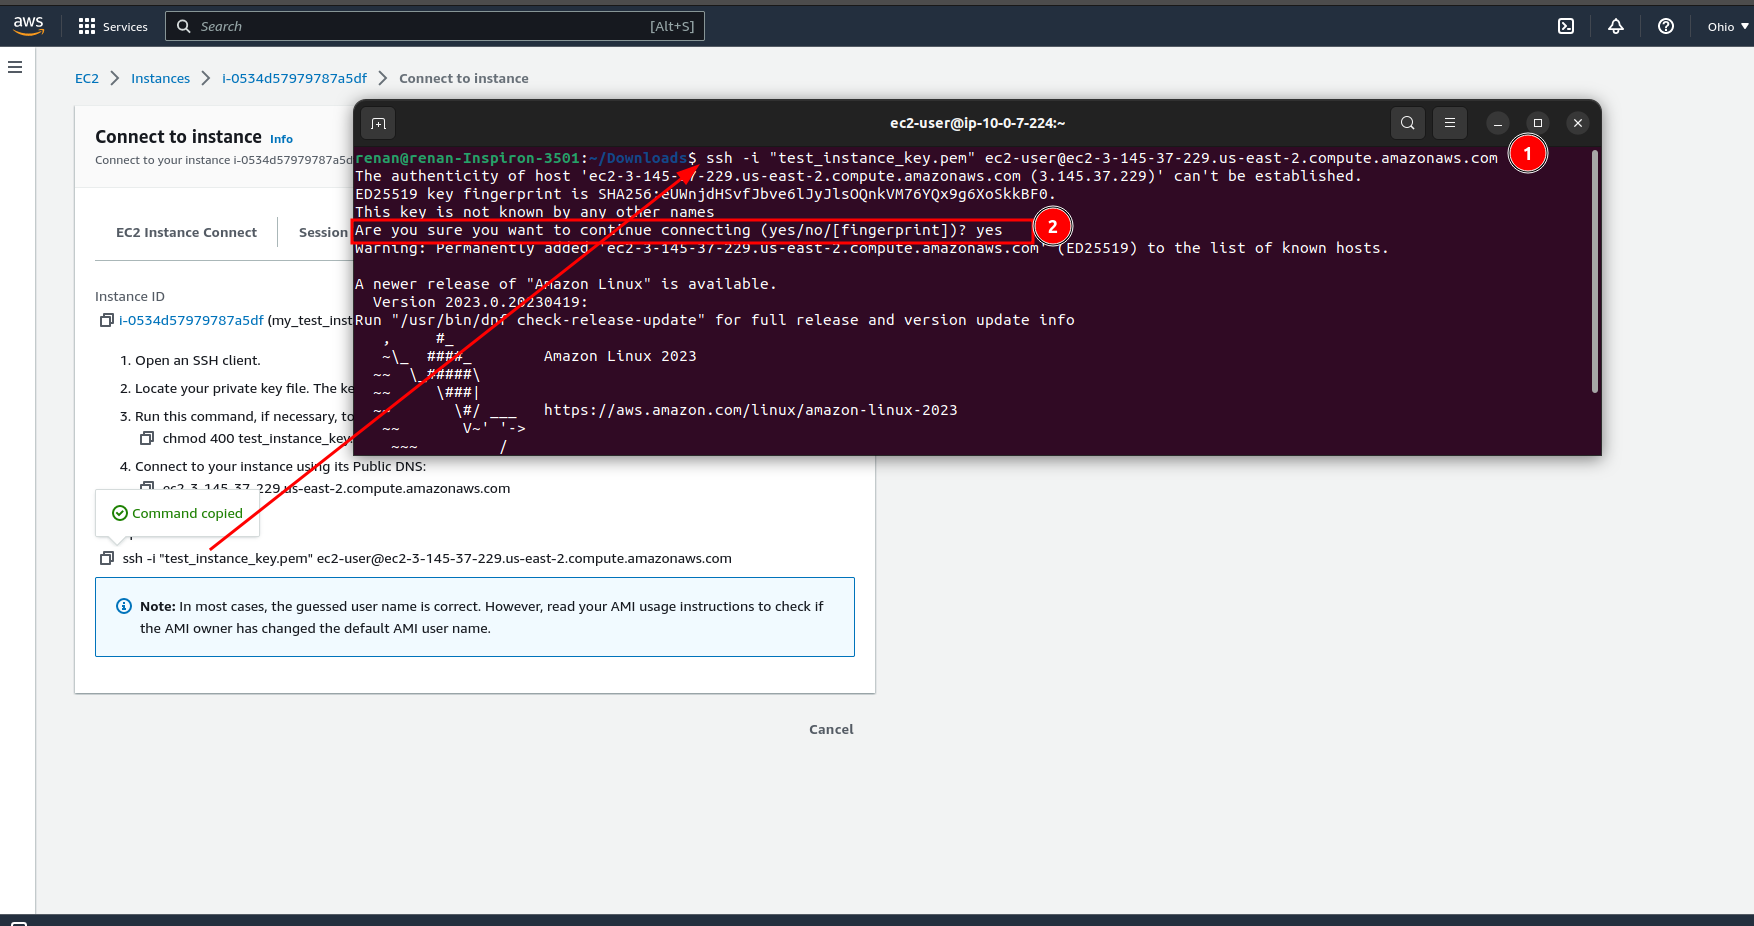 aws
Services
Search
[Alt+S]
Ohio
EC2
Instances
i-0534d57979787a5df
Connect to instance
Connect to instance Info
Connect to your instance i-0534d57979787a5d
EC2 Instance Connect
Session
Instance ID
i-0534d57979787a5df (my_test_inst
1. Open an SSH client.
2. Locate your private key file. The ke
3. Run this command, if necessary, to
chmod 400 test_instance_key.
4. Connect to your instance using its Public DNS:
ec2-3-145-37-229.us-east-2.compute.amazonaws.com
Command copied
ssh -i "test_instance_key.pem" ec2-user@ec2-3-145-37-229.us-east-2.compute.amazonaws.com
Note: In most cases, the guessed user name is correct. However, read your AMI usage instructions to check if
the AMI owner has changed the default AMI user name.
Cancel
ec2-user@ip-10-0-7-224:~
renan@renan-Inspiron-3501:~/Downloads$ ssh -i "test_instance_key.pem" ec2-user@ec2-3-145-37-229.us-east-2.compute.amazonaws.com
1
The authenticity of host 'ec2-3-145-37-229.us-east-2.compute.amazonaws.com (3.145.37.229)' can't be established.
ED25519 key fingerprint is SHA256:eUWnjdHSvfJbve6lJyJlsOQnkVM76YQx9g6XoSkkBF0.
This key is not known by any other names
Are you sure you want to continue connecting (yes/no/[fingerprint])? yes
2
Warning: Permanently added 'ec2-3-145-37-229.us-east-2.compute.amazonaws.com' (ED25519) to the list of known hosts.
A newer release of "Amazon Linux" is available.
Version 2023.0.20230419:
Run "/usr/bin/dnf check-release-update" for full release and version update info
,     #_
~\_  ####_        Amazon Linux 2023
~~  \_#####\
~~     \###|
~~       \#/ ___   https://aws.amazon.com/linux/amazon-linux-2023
~~       V~' '->
~~~         /